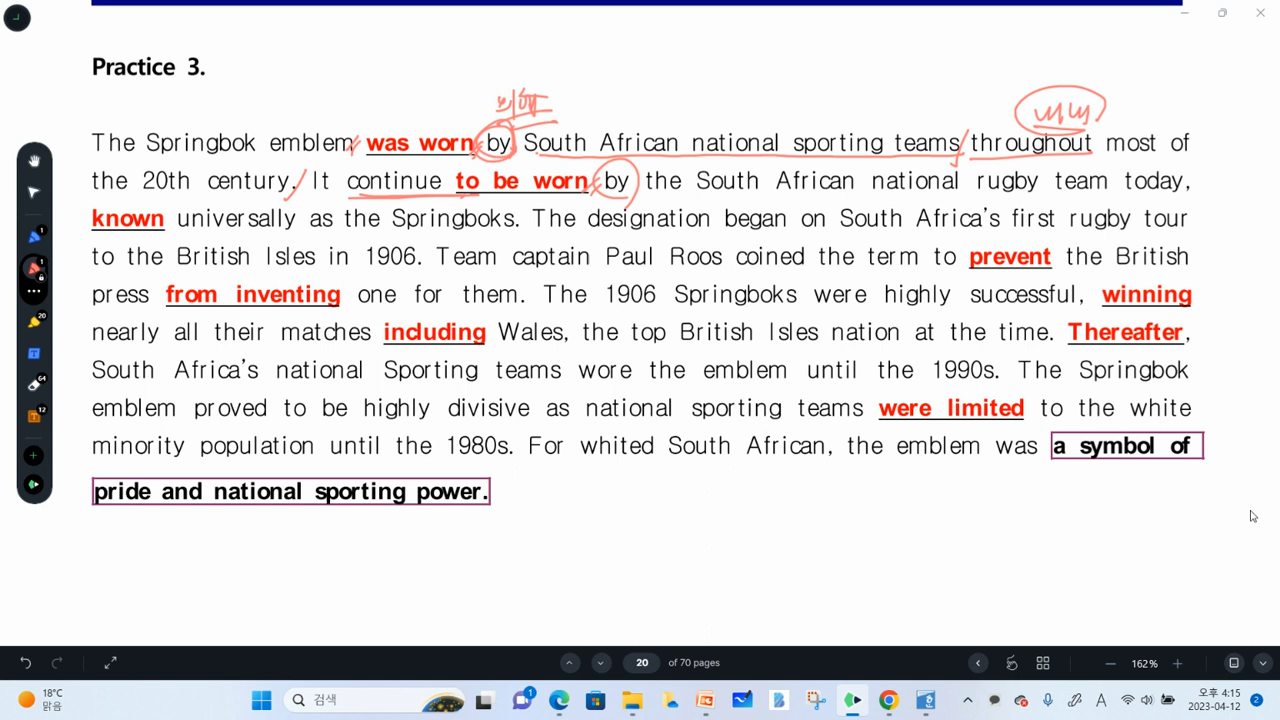 Practice 3.
The Springbok emblem was worn by South African national sporting teams throughout most of
the 20th century. It continue to be worn by the South African national rugby team today,
known universally as the Springboks. The designation began on South Africa's first rugby tour
to the British Isles in 1906. Team captain Paul Roos coined the term to prevent the British
press from inventing one for them. The 1906 Springboks were highly successful, winning
nearly all their matches including Wales, the top British Isles nation at the time. Thereafter,
South Africa's national Sporting teams wore the emblem until the 1990s. The Springbok
emblem proved to be highly divisive as national sporting teams were limited to the white
minority population until the 1980s. For whited South African, the emblem was a symbol of
pride and national sporting power.
20 of 70 pages
162%
18°C
맑음
검색
오후 4:15
2023-04-12